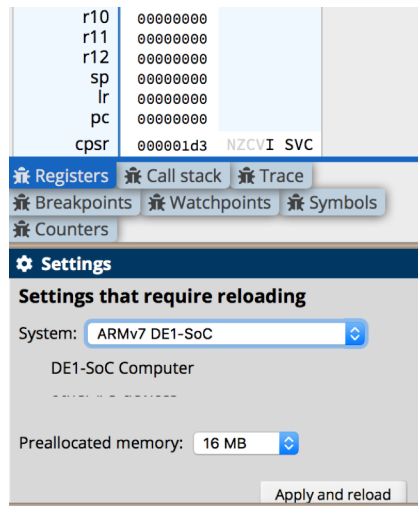 r10 00000000
r11 00000000
r12 00000000
sp 00000000
lr 00000000
pc 00000000
cpsr 000001d3 NZCVI SVC
Registers Call stack Trace
Breakpoints Watchpoints Symbols
Counters
Settings
Settings that require reloading
System: ARMv7 DE1-SoC
DE1-SoC Computer
Preallocated memory: 16 MB
Apply and reload